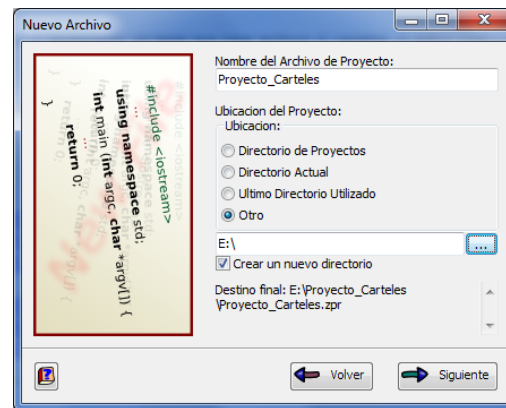 Nuevo Archivo
#include <iostream>
...
using namespace std;
int main (int argc, char *argv[]) {
...
return 0;
}
Nombre del Archivo de Proyecto:
Proyecto_Carteles
Ubicacion del Proyecto:
Ubicacion:
Directorio de Proyectos
Directorio Actual
Ultimo Directorio Utilizado
Otro
E:\
...
Crear un nuevo directorio
Destino final: E:\Proyecto_Carteles
\Proyecto_Carteles.zpr
Volver
Siguiente